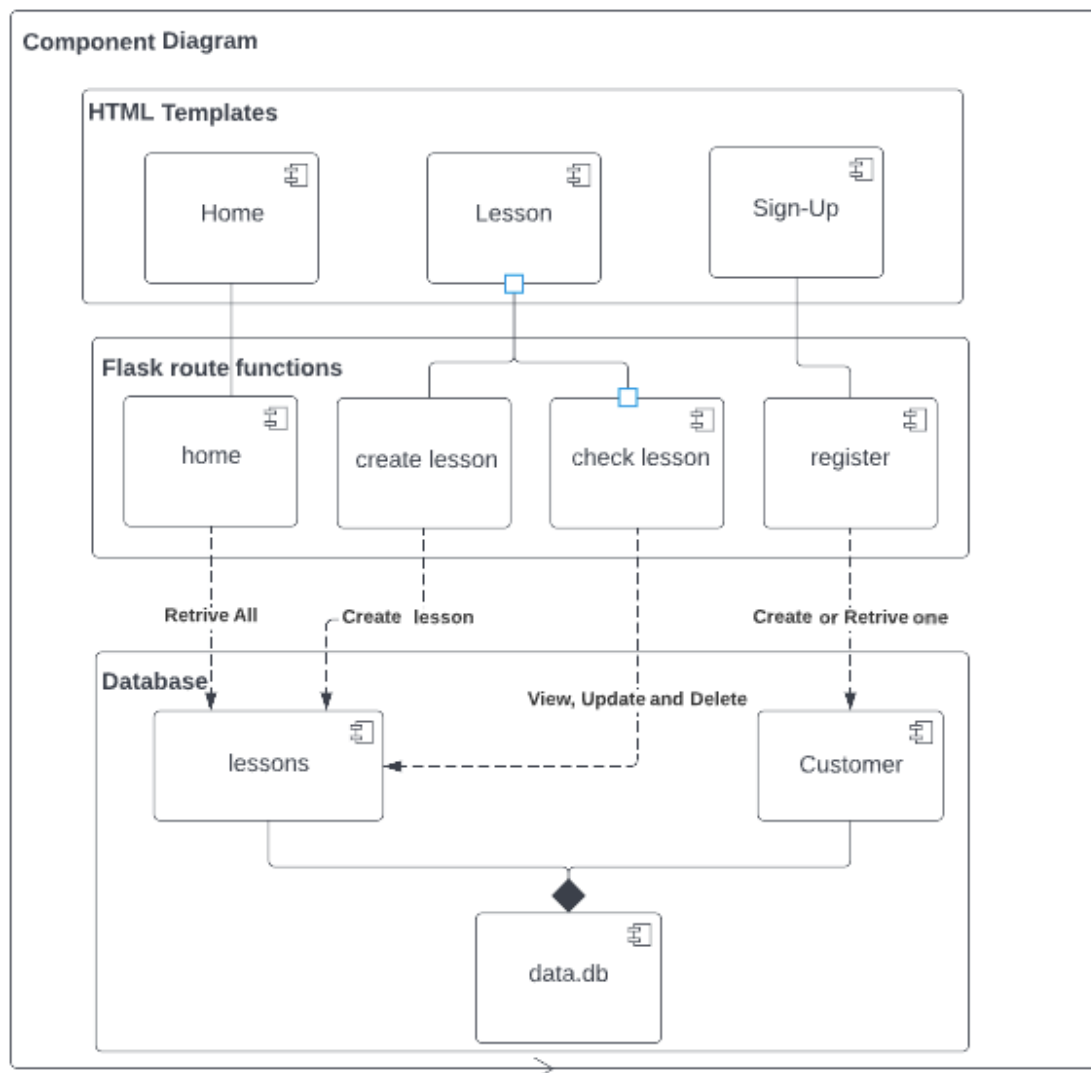 Component Diagram
HTML Templates
Home
Lesson
Sign-Up
Flask route functions
home
create lesson
check lesson
register
Retrive All
Create lesson
Create or Retrive one
Database
View, Update and Delete
lessons
Customer
data.db